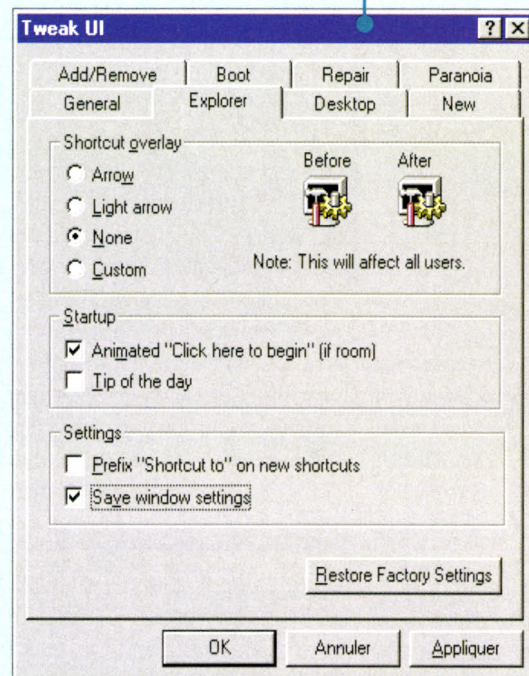 Tweak UI
Add/Remove Boot Repair Paranoia
General Explorer Desktop New
Shortcut overlay
Before After
Arrow
Light arrow
None
Custom
Note: This will affect all users.
Startup
Animated "Click here to begin" (if room)
Tip of the day
Settings
Prefix "Shortcut to" on new shortcuts
Save window settings
Restore Factory Settings
OK Annuler Appliquer